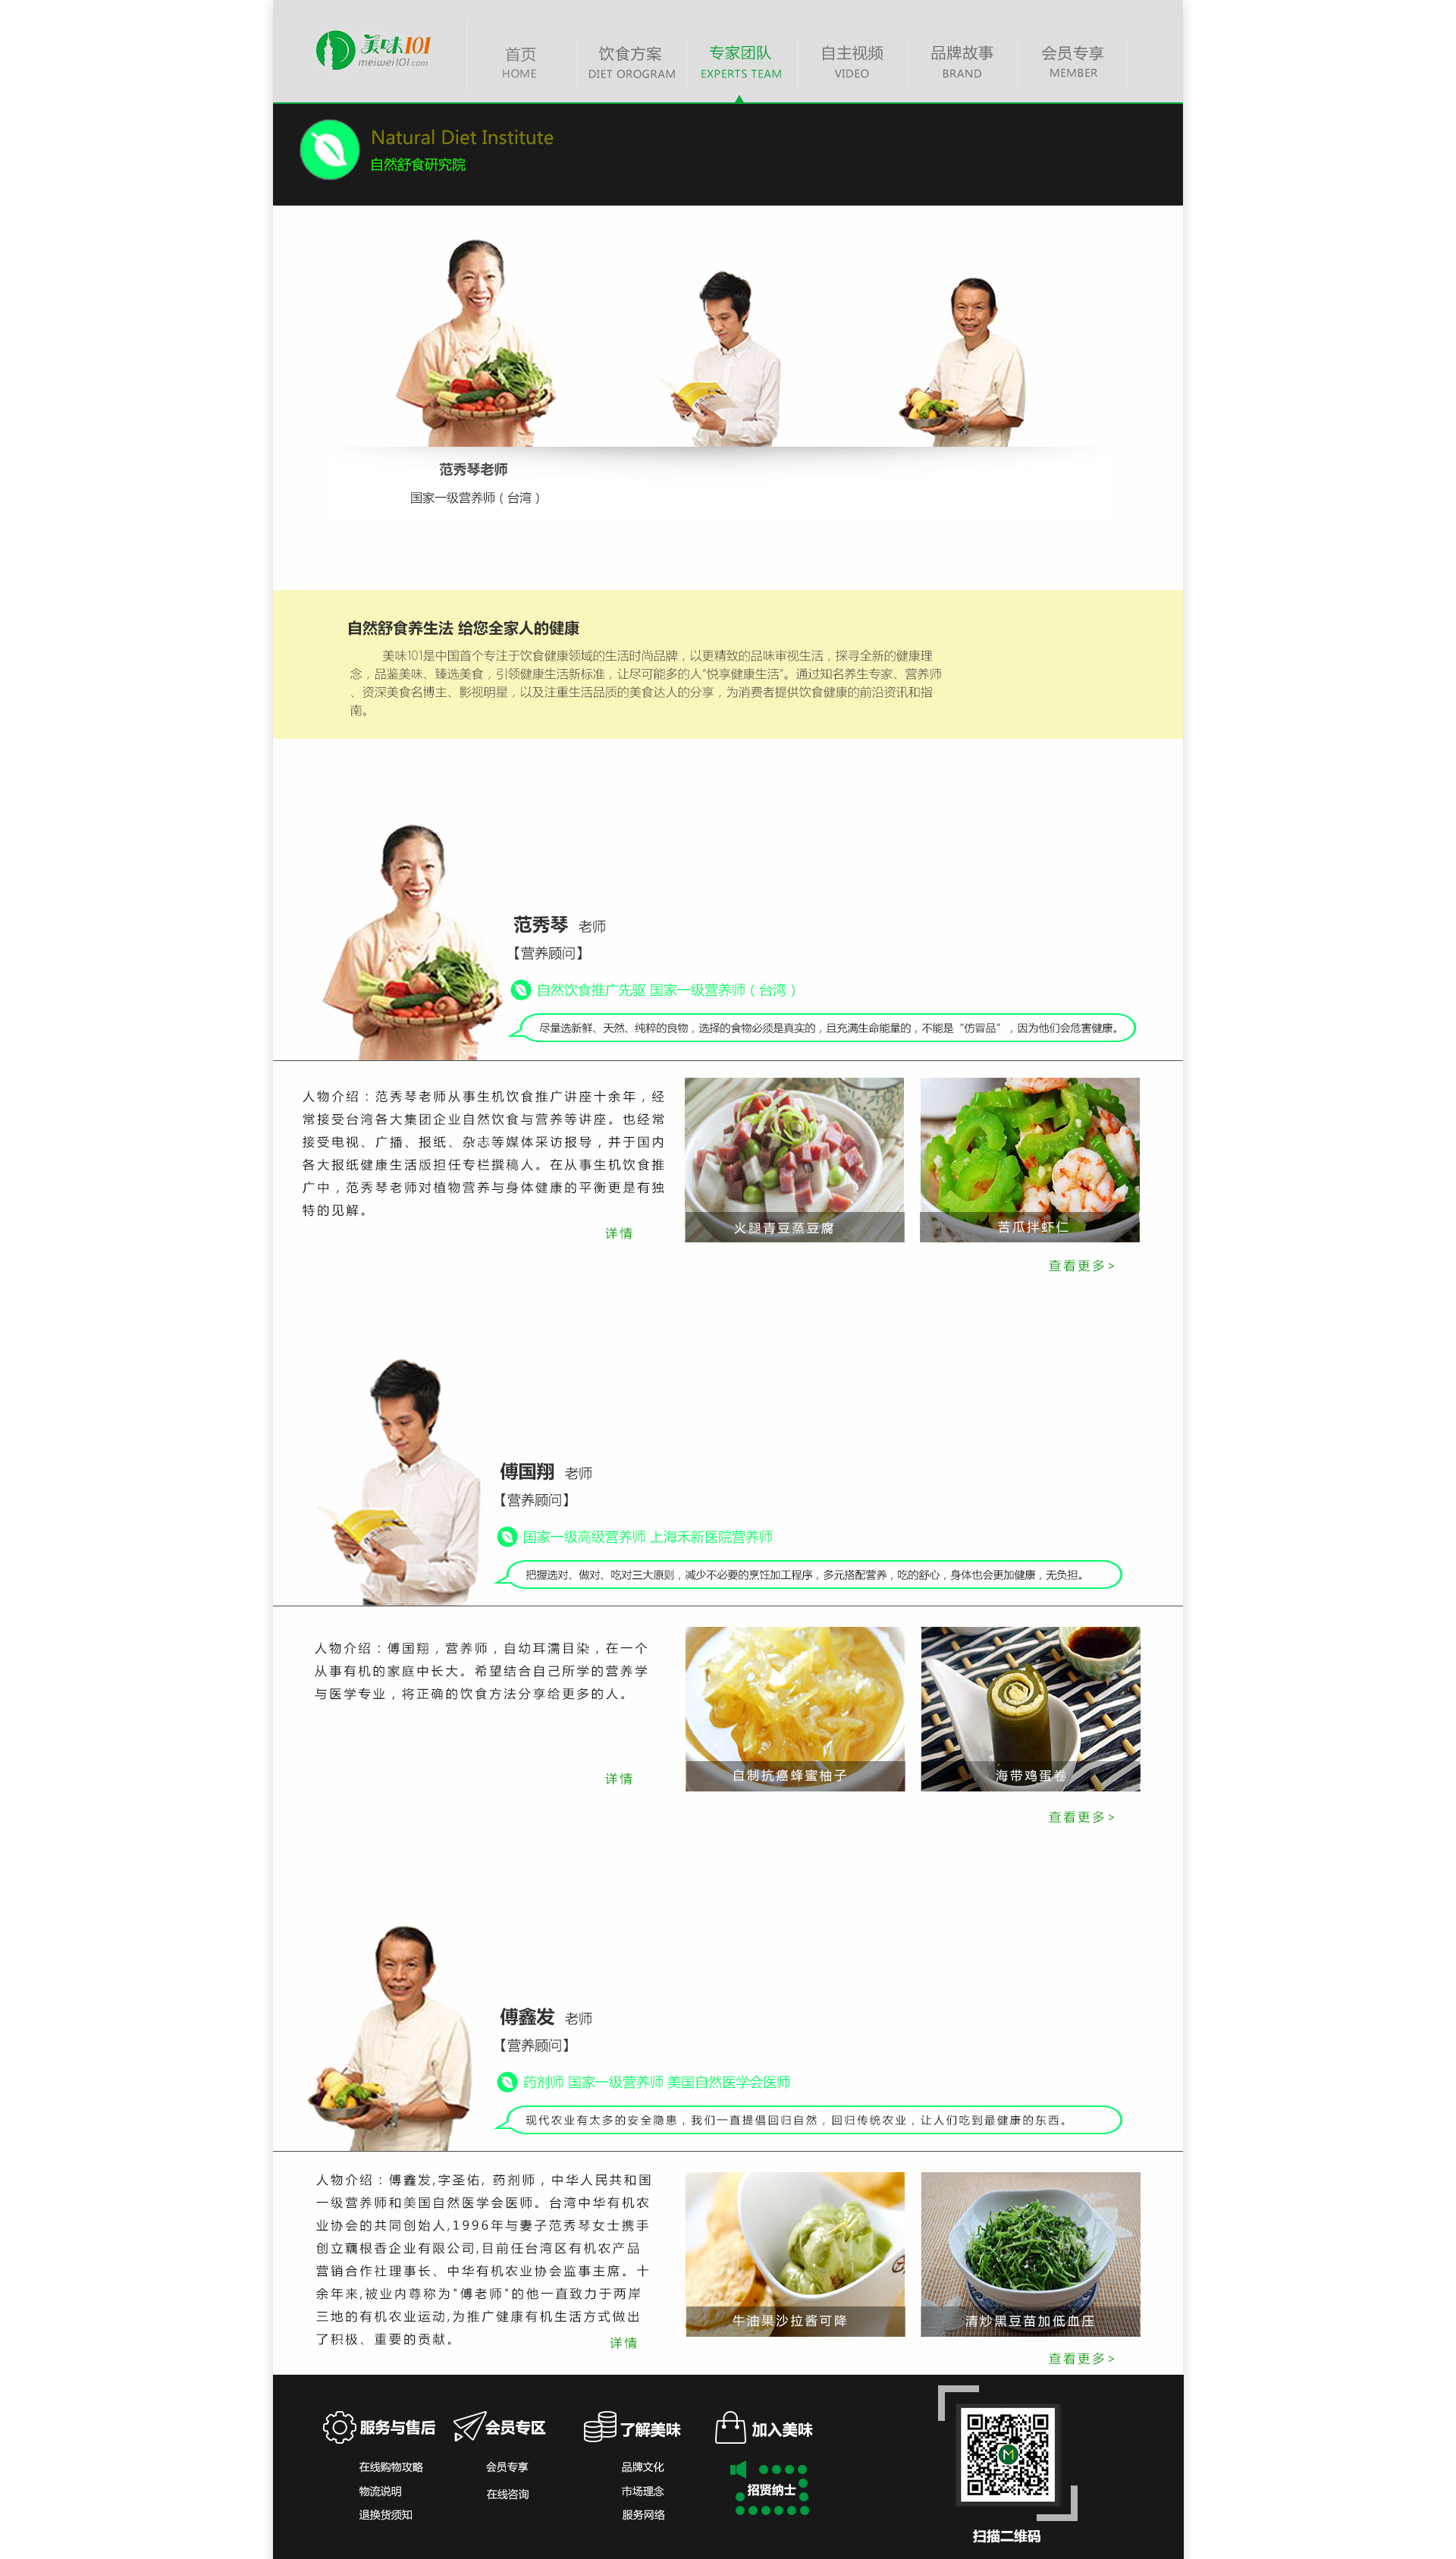 美味101
meiwei101.com
首页
HOME
饮食方案
DIET OROGRAM
专家团队
EXPERTS TEAM
自主视频
VIDEO
品牌故事
BRAND
会员专享
MEMBER
Natural Diet Institute
自然舒食研究院
范秀琴老师
国家一级营养师（台湾）
自然舒食养生法 给您全家人的健康
美味101是中国首个专注于饮食健康领域的生活时尚品牌，以更精致的品味审视生活，探寻全新的健康理
念，品鉴美味、臻选美食，引领健康生活新标准，让尽可能多的人“悦享健康生活”。通过知名养生专家、营养师
、资深美食名博主、影视明星，以及注重生活品质的美食达人的分享，为消费者提供饮食健康的前沿资讯和指
南。
范秀琴 老师
【营养顾问】
自然饮食推广先驱 国家一级营养师（台湾）
尽量选新鲜、天然、纯粹的良物，选择的食物必须是真实的，且充满生命能量的，不能是“仿冒品”，因为他们会危害健康。
人物介绍：范秀琴老师从事生机饮食推广讲座十余年，经
常接受台湾各大集团企业自然饮食与营养等讲座。也经常
接受电视、广播、报纸、杂志等媒体采访报导，并于国内
各大报纸健康生活版担任专栏撰稿人。在从事生机饮食推
广中，范秀琴老师对植物营养与身体健康的平衡更是有独
特的见解。
详情
火腿青豆蒸豆腐
苦瓜拌虾仁
查看更多>
傅国翔 老师
【营养顾问】
国家一级高级营养师 上海禾新医院营养师
把握选对、做对、吃对三大原则，减少不必要的烹饪加工程序，多元搭配营养，吃的舒心，身体也会更加健康，无负担。
人物介绍：傅国翔，营养师，自幼耳濡目染，在一个
从事有机的家庭中长大。希望结合自己所学的营养学
与医学专业，将正确的饮食方法分享给更多的人。
详情
自制抗癌蜂蜜柚子
海带鸡蛋卷
查看更多>
傅鑫发 老师
【营养顾问】
药剂师 国家一级营养师 美国自然医学会医师
现代农业有太多的安全隐患，我们一直提倡回归自然，回归传统农业，让人们吃到最健康的东西。
人物介绍：傅鑫发,字圣佑, 药剂师，中华人民共和国
一级营养师和美国自然医学会医师。台湾中华有机农
业协会的共同创始人,1996年与妻子范秀琴女士携手
创立藕根香企业有限公司,目前任台湾区有机农产品
营销合作社理事长、中华有机农业协会监事主席。十
余年来,被业内尊称为"傅老师"的他一直致力于两岸
三地的有机农业运动,为推广健康有机生活方式做出
了积极、重要的贡献。
详情
牛油果沙拉酱可降
清炒黑豆苗加低血压
查看更多>
服务与售后
在线购物攻略
物流说明
退换货须知
会员专区
会员专享
在线咨询
了解美味
品牌文化
市场理念
服务网络
加入美味
招贤纳士
M
扫描二维码